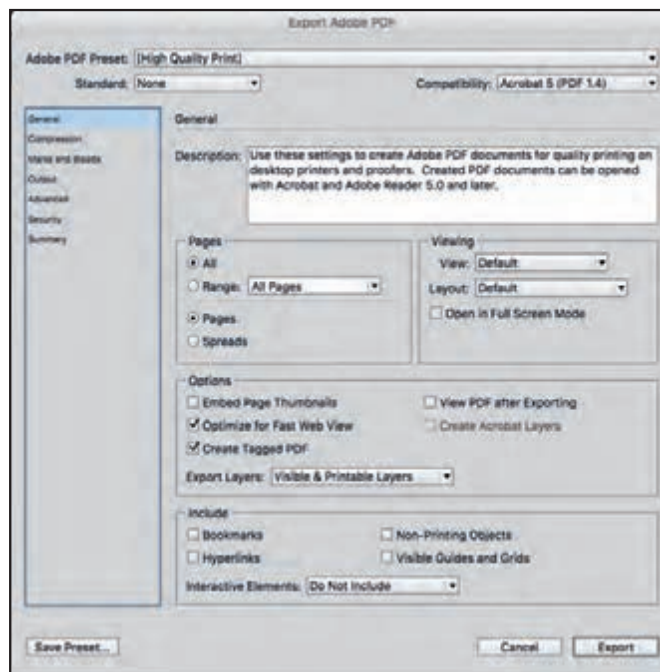 Export Adobe PDF
Adobe PDF Preset: [High Quality Print]
Standard: None
Compatibility: Acrobat 5 (PDF 1.4)
General
Compression
Marks and Bleeds
Output
Advanced
Security
Summary
General
Description: Use these settings to create Adobe PDF documents for quality printing on
desktop printers and proofers. Created PDF documents can be opened
with Acrobat and Adobe Reader 5.0 and later.
Pages
All
Range: All Pages
Pages
Spreads
Viewing
View: Default
Layout: Default
Open in Full Screen Mode
Options
Embed Page Thumbnails
Optimize for Fast Web View
Create Tagged PDF
View PDF after Exporting
Create Acrobat Layers
Export Layers: Visible & Printable Layers
Include
Bookmarks
Hyperlinks
Non-Printing Objects
Visible Guides and Grids
Interactive Elements: Do Not Include
Save Preset...
Cancel
Export